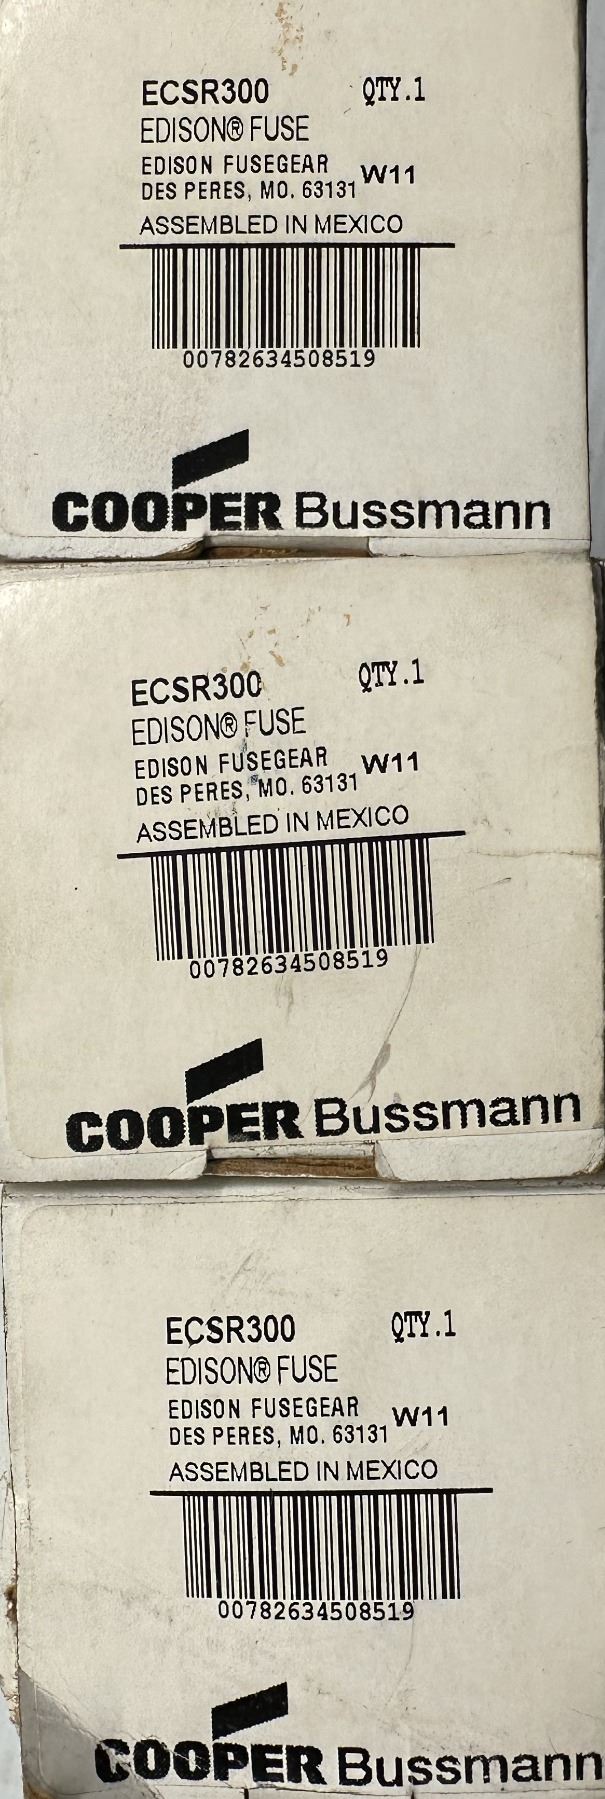 ECSR300 QTY.1
EDISON® FUSE
EDISON FUSEGEAR W11
DES PERES, MO. 63131
ASSEMBLED IN MEXICO
00782634508519
COOPER Bussmann
ECSR300 QTY.1
EDISON® FUSE
EDISON FUSEGEAR W11
DES PERES, MO. 63131
ASSEMBLED IN MEXICO
00782634508519
COOPER Bussmann
ECSR300 QTY.1
EDISON® FUSE
EDISON FUSEGEAR W11
DES PERES, MO. 63131
ASSEMBLED IN MEXICO
00782634508519
COOPER Bussmann